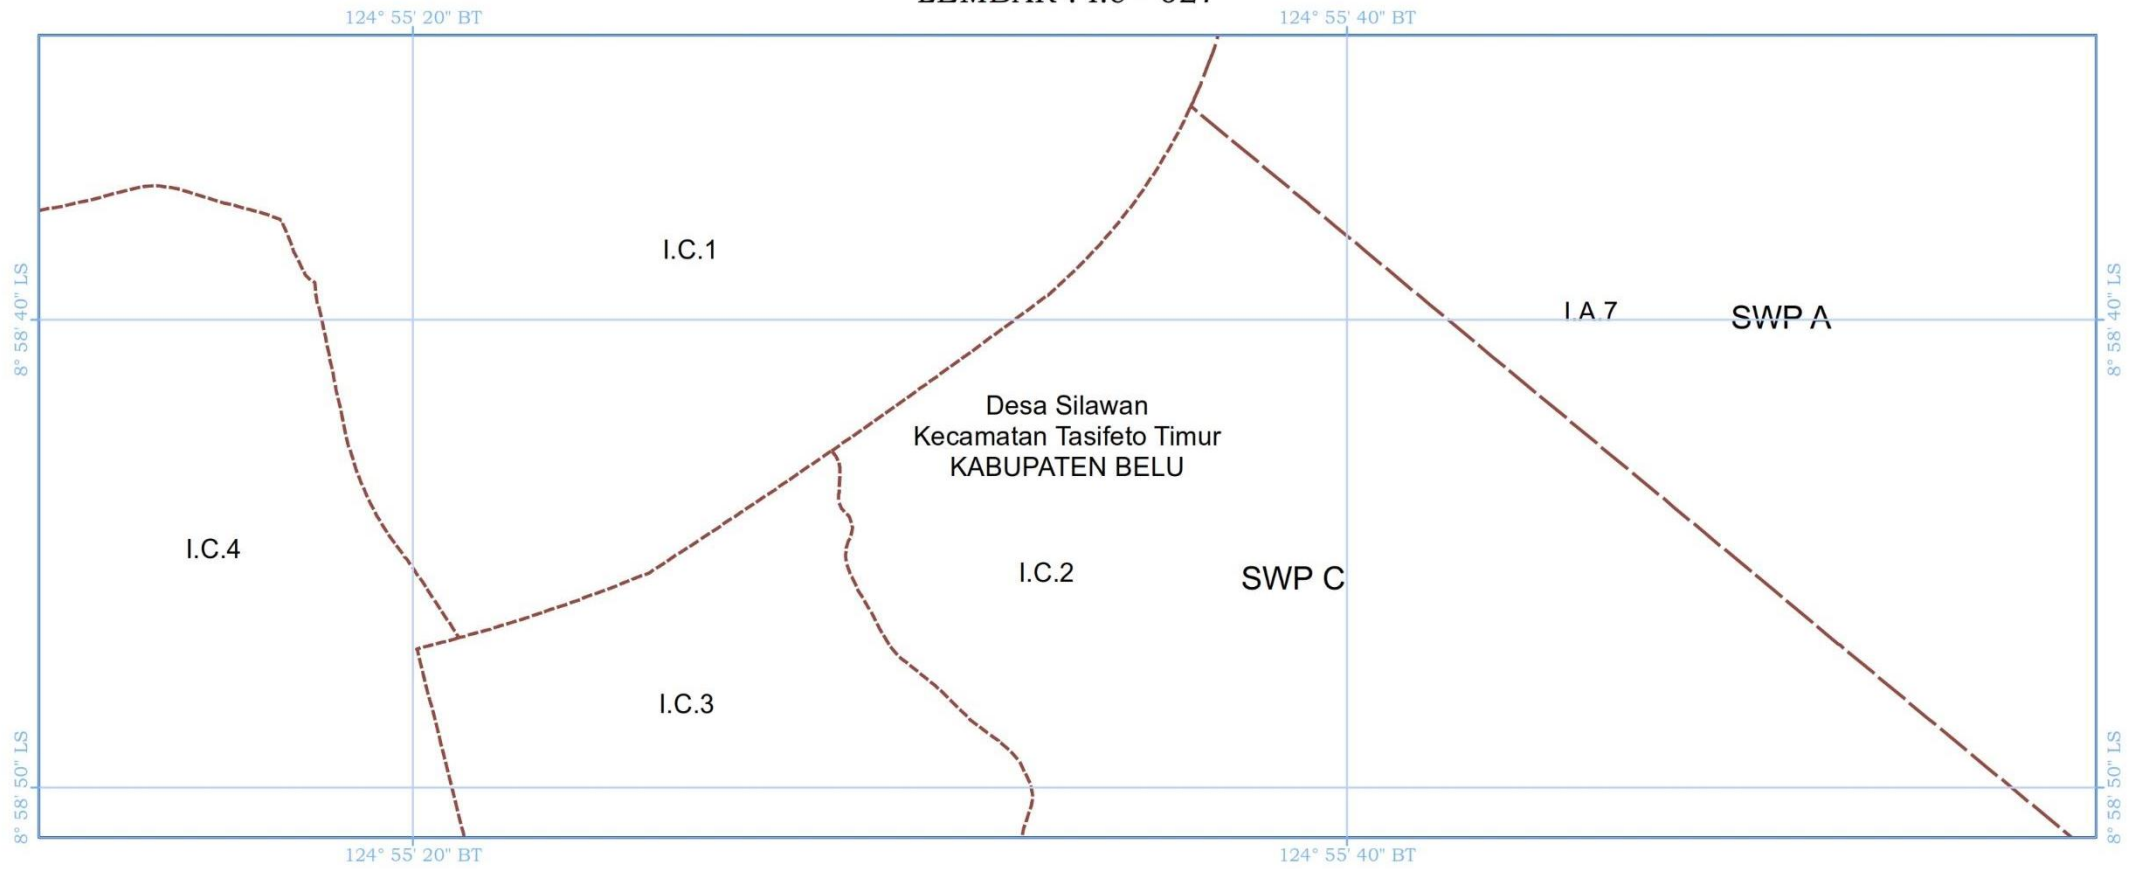 124° 55' 20" BT
124° 55' 40" BT
I.C.1
8° 58' 40" LS
I.A.7
SWP A
8° 58' 40" LS
Desa Silawan
Kecamatan Tasifeto Timur
KABUPATEN BELU
I.C.4
I.C.2
SWP C
I.C.3
8° 58' 50" LS
8° 58' 50" LS
124° 55' 20" BT
124° 55' 40" BT